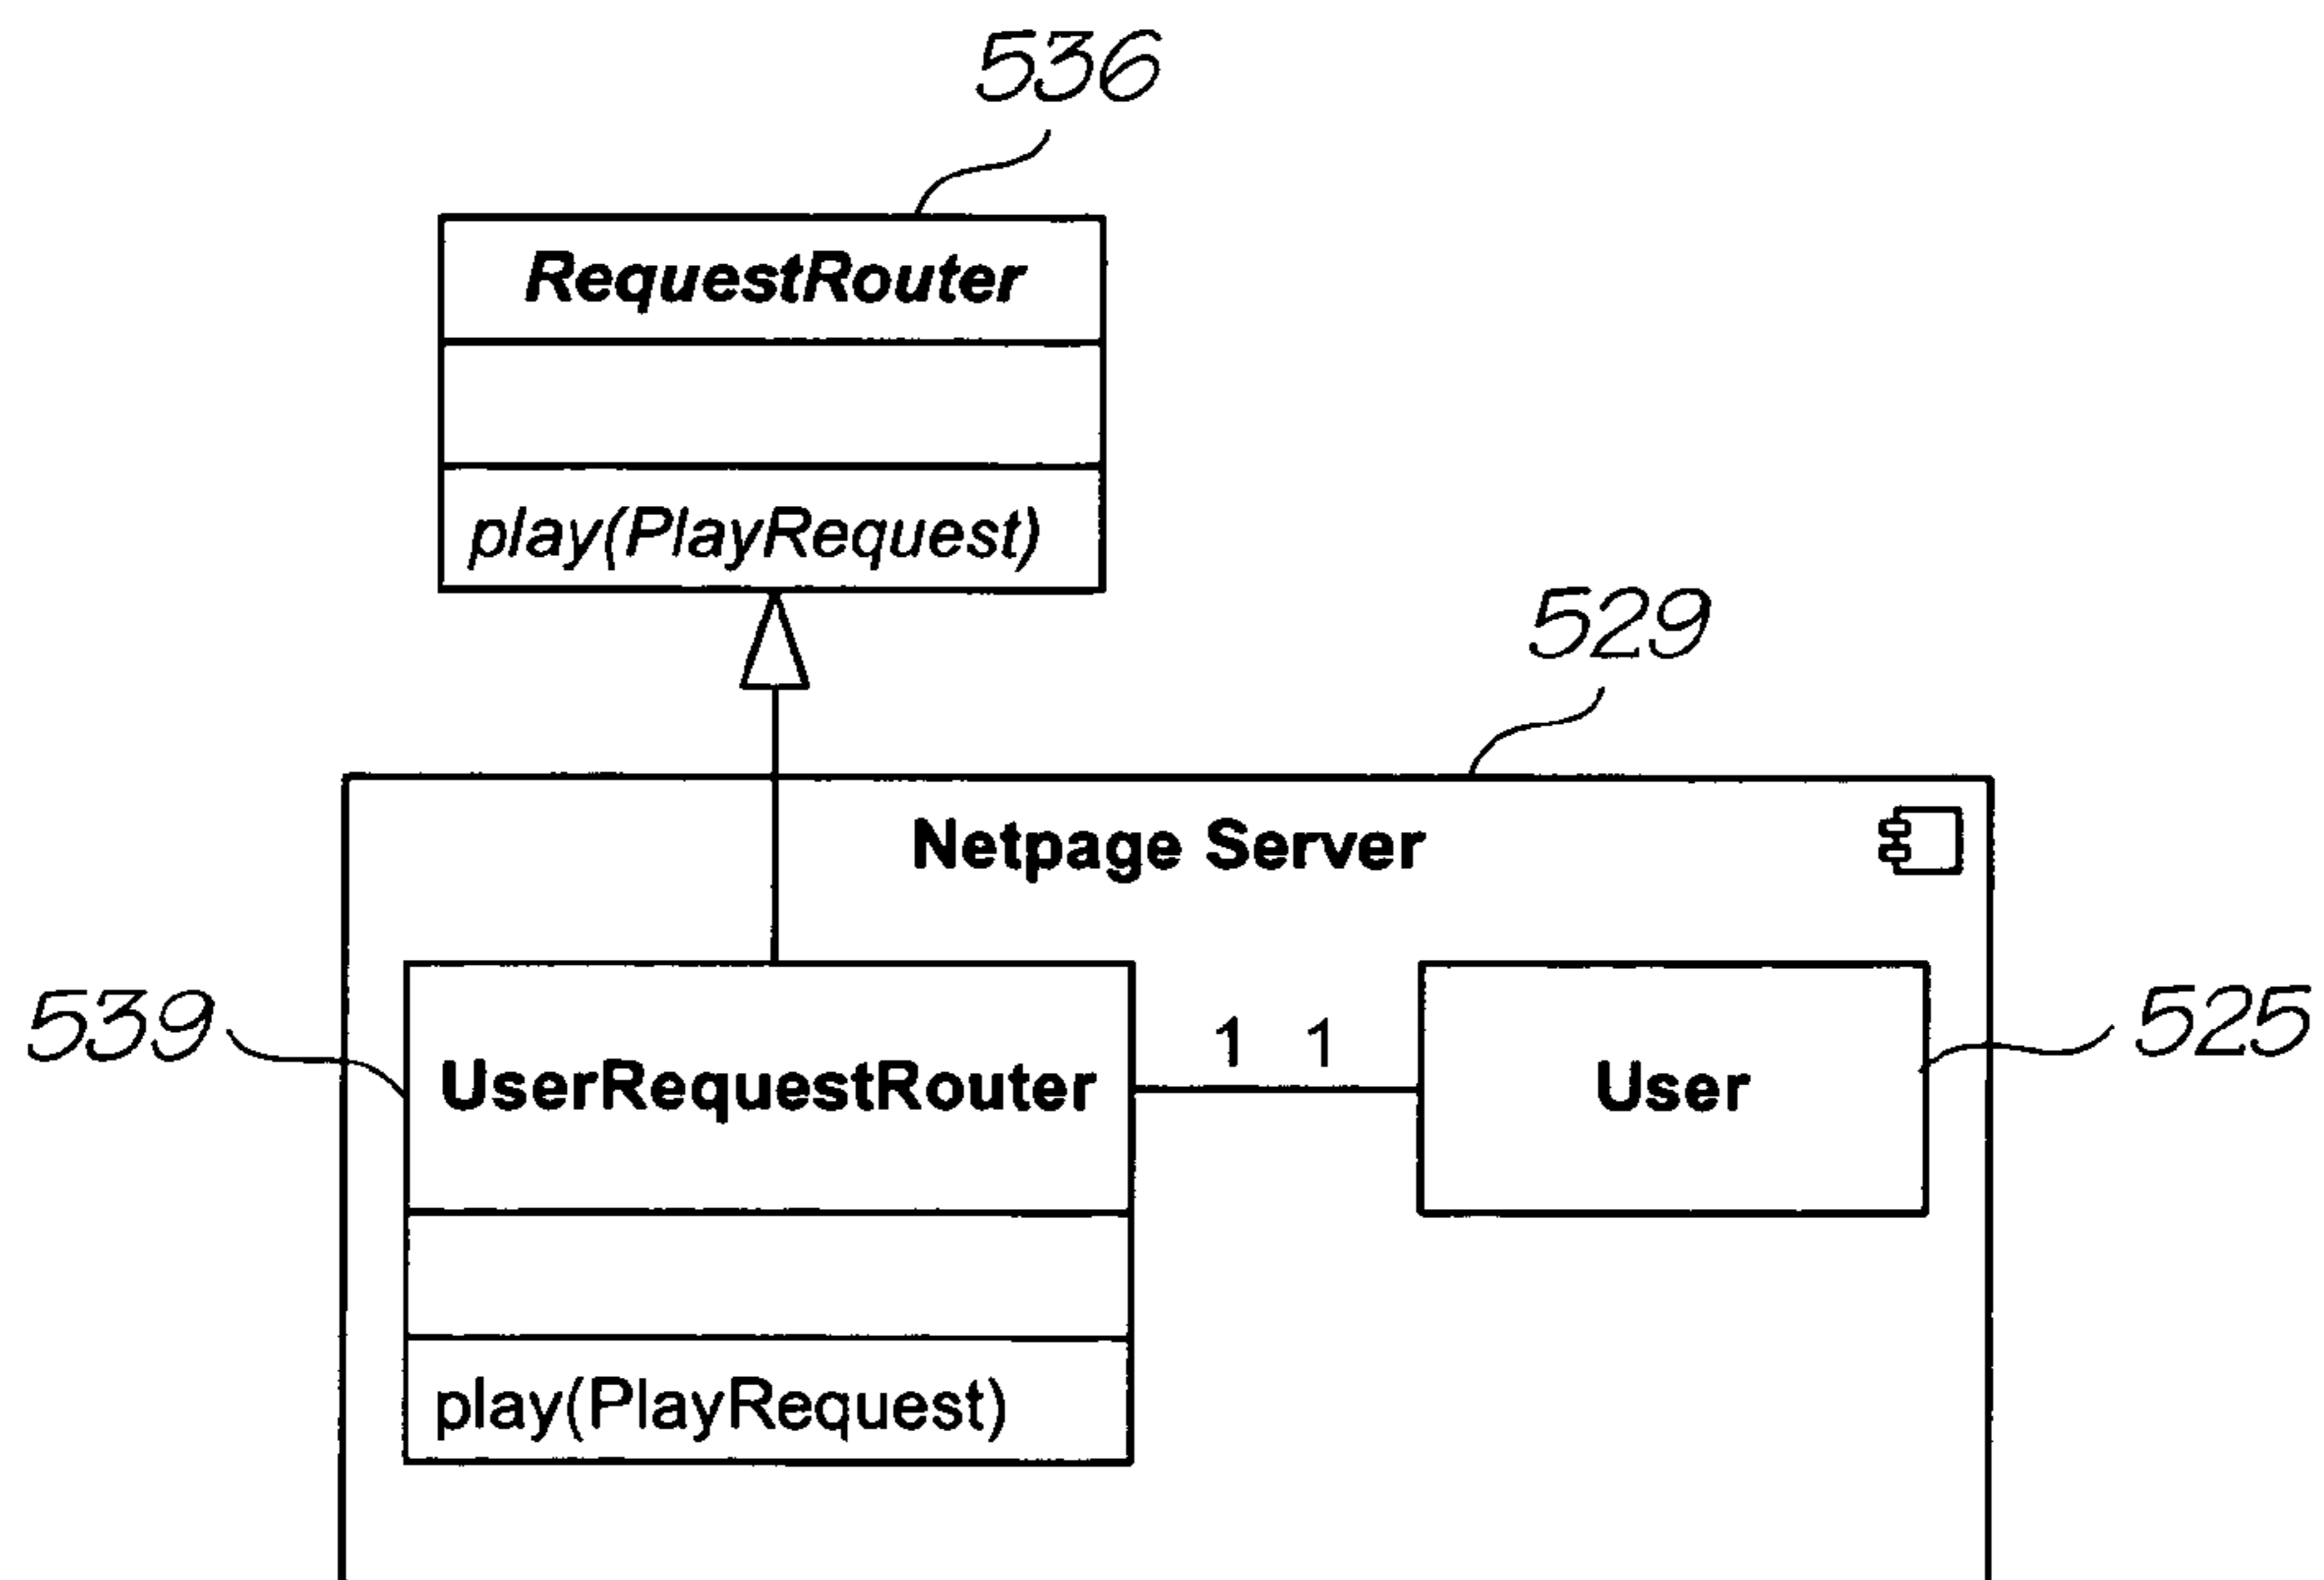 536
RequestRouter
play(PlayRequest)
529
Netpage Server
539
UserRequestRouter
1 1
User
525
play(PlayRequest)